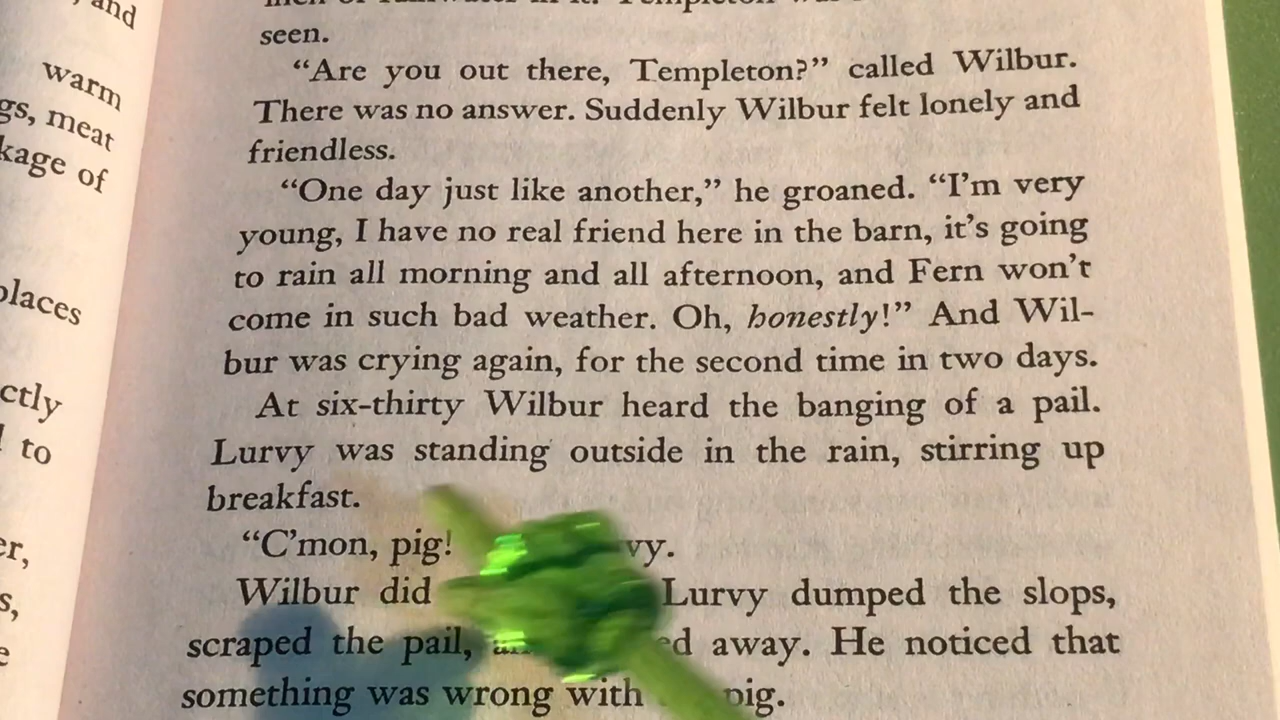 and
warm
gs, meat
kage of
places
ctly
to
er,
s,
e
seen.
“Are you out there, Templeton?” called Wilbur.
There was no answer. Suddenly Wilbur felt lonely and
friendless.
“One day just like another,” he groaned. “I’m very
young, I have no real friend here in the barn, it’s going
to rain all morning and all afternoon, and Fern won’t
come in such bad weather. Oh, honestly!” And Wil-
bur was crying again, for the second time in two days.
At six-thirty Wilbur heard the banging of a pail.
Lurvy was standing outside in the rain, stirring up
breakfast.
“C’mon, pig! vy.
Wilbur did Lurvy dumped the slops,
scraped the pail, ed away. He noticed that
something was wrong with pig.